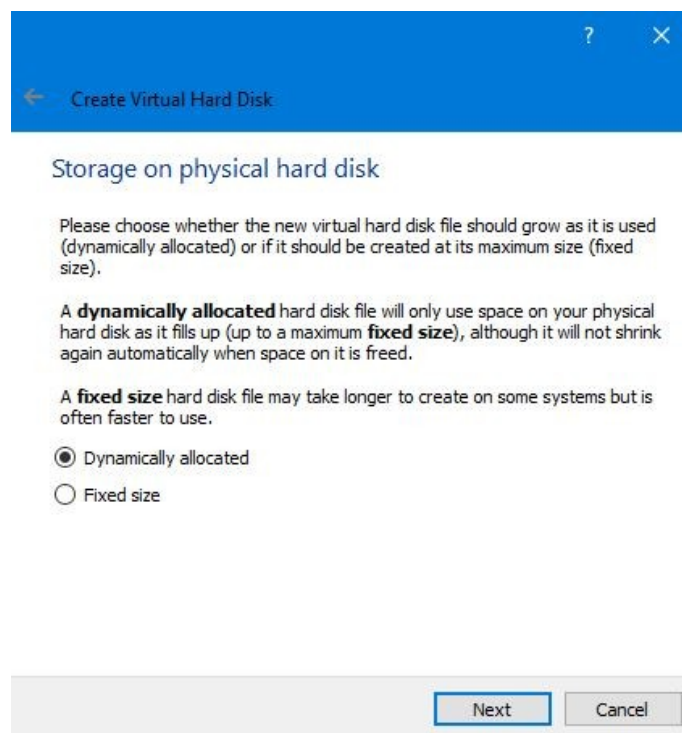 ?
Create Virtual Hard Disk
Storage on physical hard disk
Please choose whether the new virtual hard disk file should grow as it is used
(dynamically allocated) or if it should be created at its maximum size (fixed
size).
A dynamically allocated hard disk file will only use space on your physical
hard disk as it fills up (up to a maximum fixed size), although it will not shrink
again automatically when space on it is freed.
A fixed size hard disk file may take longer to create on some systems but is
often faster to use.
Dynamically allocated
Fixed size
Next Cancel